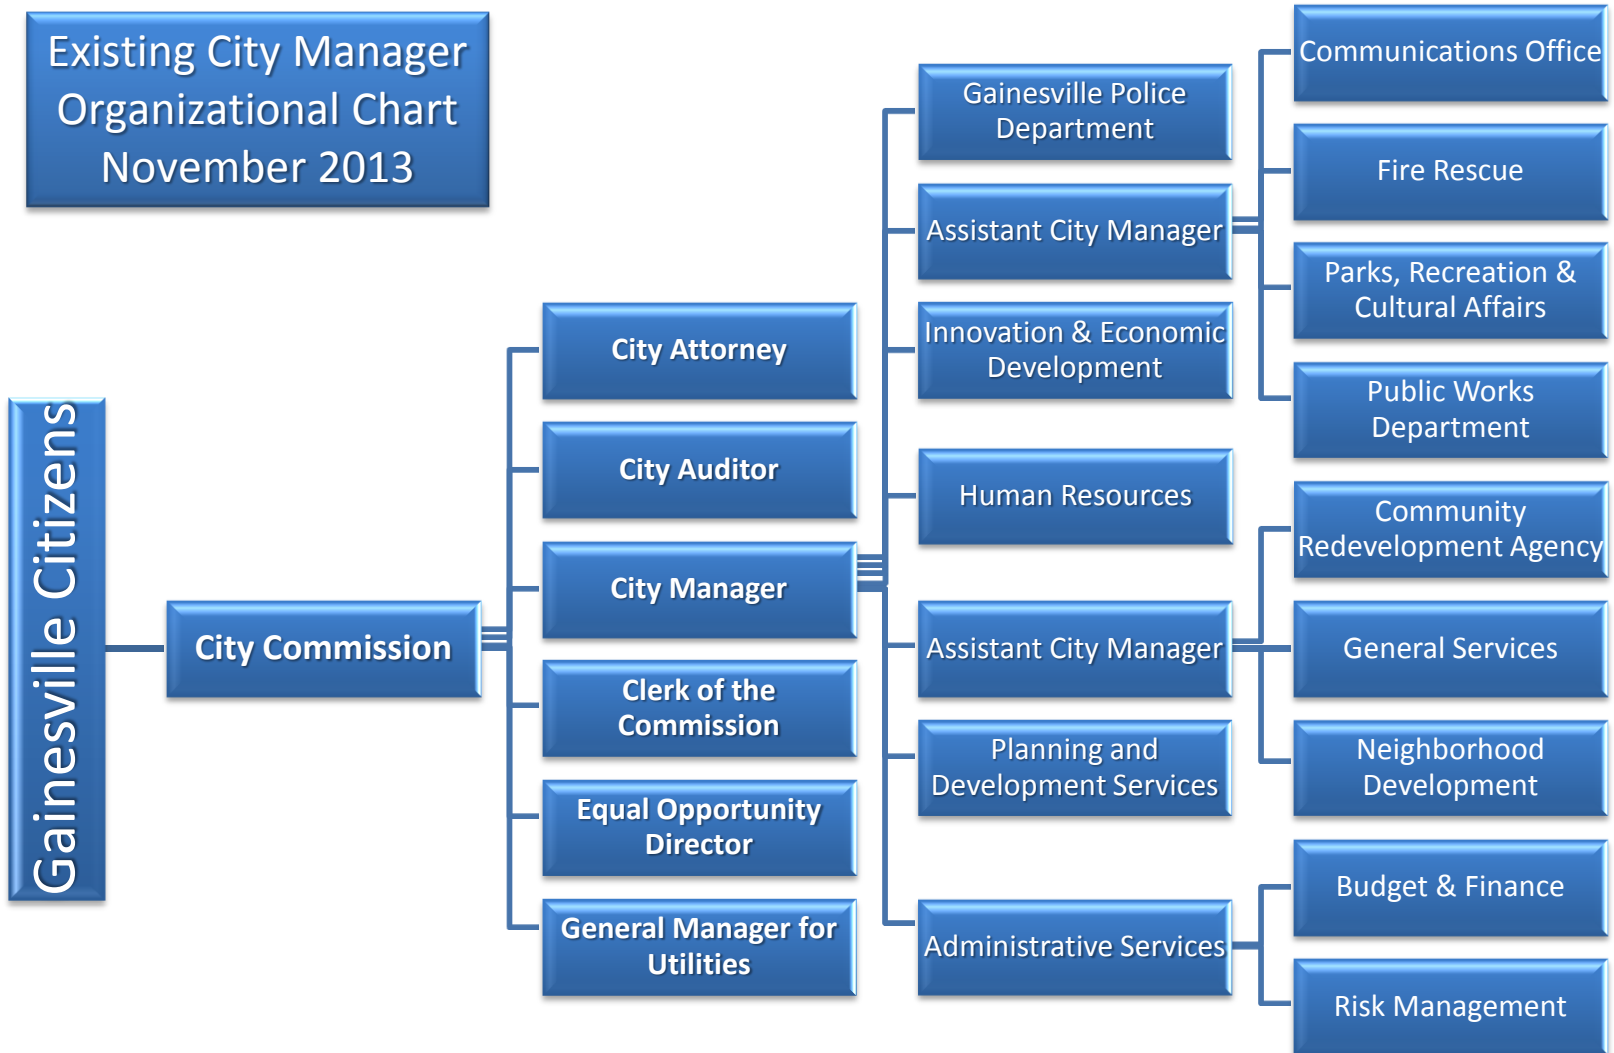 Existing City Manager
Organizational Chart
November 2013
Gainesville Citizens
City Commission
City Attorney
City Auditor
City Manager
Clerk of the
Commission
Equal Opportunity
Director
General Manager for
Utilities
Gainesville Police
Department
Assistant City Manager
Innovation & Economic
Development
Human Resources
Assistant City Manager
Planning and
Development Services
Administrative Services
Communications Office
Fire Rescue
Parks, Recreation &
Cultural Affairs
Public Works
Department
Community
Redevelopment Agency
General Services
Neighborhood
Development
Budget & Finance
Risk Management